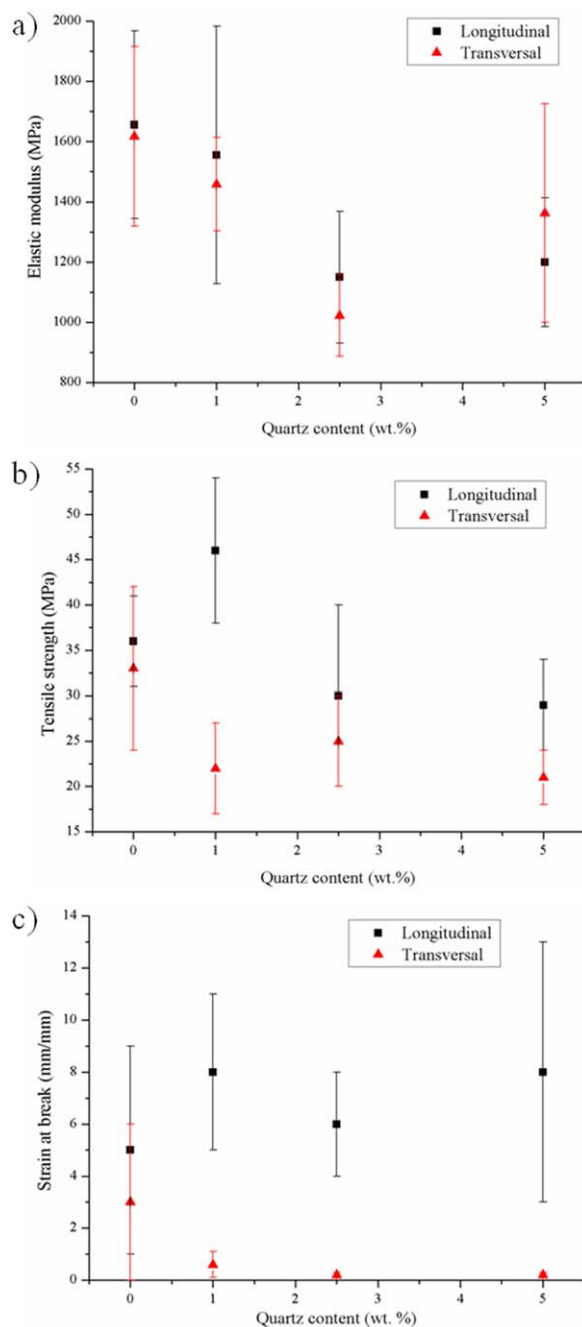 a)
2000
1800
1600
1400
1200
1000
800
Elastic modulus (MPa)
Longitudinal
Transversal
0 1 2 3 4 5
Quartz content (wt.%)
b)
55
50
45
40
35
30
25
20
15
Tensile strength (MPa)
Longitudinal
Transversal
0 1 2 3 4 5
Quartz content (wt.%)
c)
14
12
10
8
6
4
2
0
Strain at break (mm/mm)
Longitudinal
Transversal
0 1 2 3 4 5
Quartz content (wt. %)